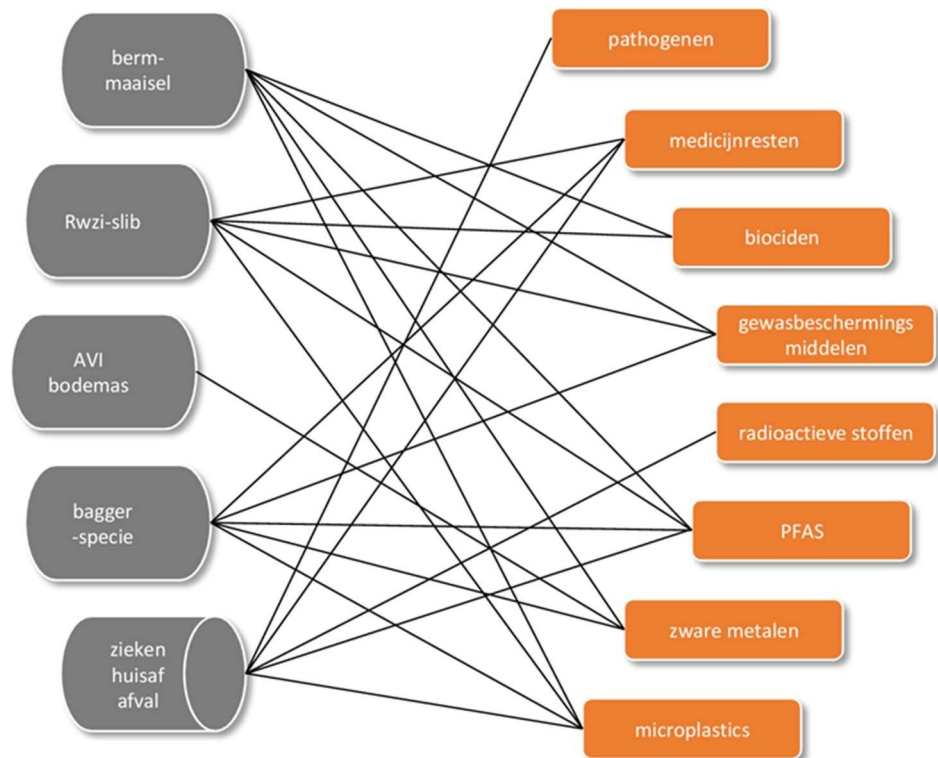 berm-
maaisel
Rwzi-slib
AVI
bodemas
bagger
-specie
zieken
huisaf
afval
pathogenen
medicijnresten
biociden
gewasbeschermings
middelen
radioactieve stoffen
PFAS
zware metalen
microplastics